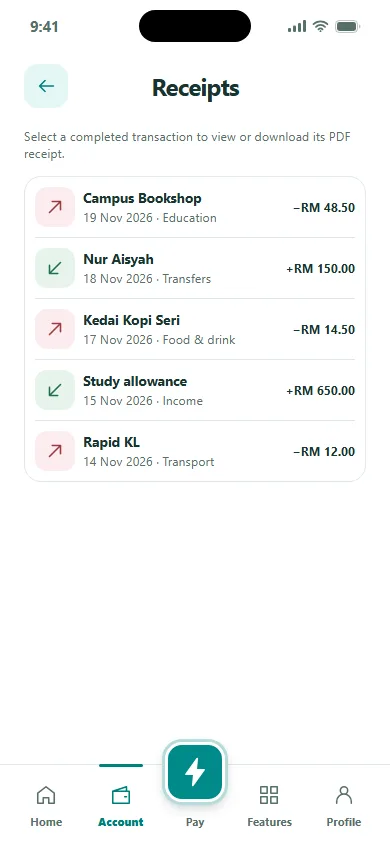 9:41
Receipts
Select a completed transaction to view or download its PDF
receipt.
Campus Bookshop
19 Nov 2026 · Education
−RM 48.50
Nur Aisyah
18 Nov 2026 · Transfers
+RM 150.00
Kedai Kopi Seri
17 Nov 2026 · Food & drink
−RM 14.50
Study allowance
15 Nov 2026 · Income
+RM 650.00
Rapid KL
14 Nov 2026 · Transport
−RM 12.00
Home
Account
Pay
Features
Profile